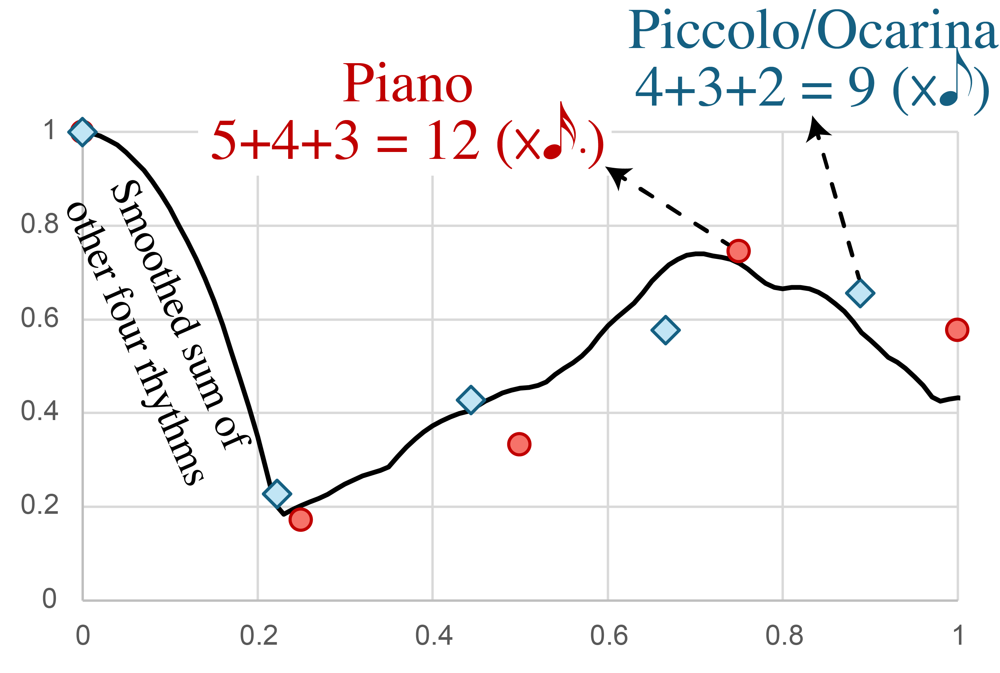 Piccolo/Ocarina
4+3+2 = 9 (×♪)
Piano
5+4+3 = 12 (×𝅘𝅥𝅯.)
Smoothed sum of
other four rhythms
1
0.8
0.6
0.4
0.2
0
0
0.2
0.4
0.6
0.8
1